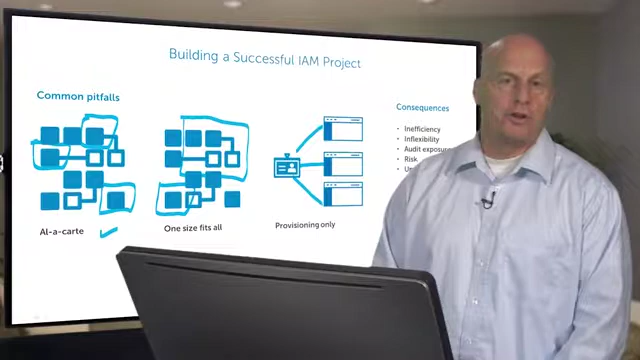 Building a Successful IAM Project
Common pitfalls
Consequences
• Inefficiency
• Inflexibility
• Audit exposure
• Risk
Al-a-carte
One size fits all
Provisioning only